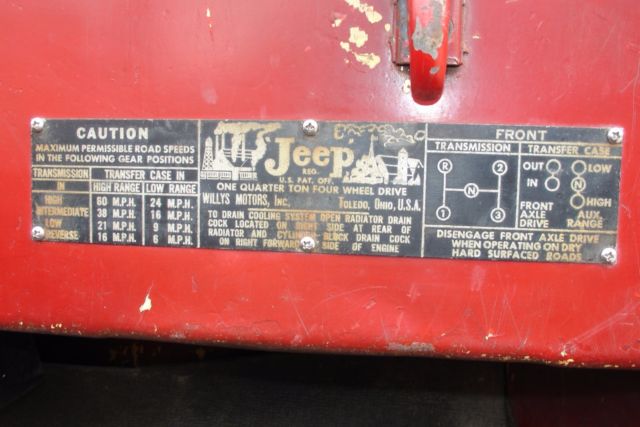 CAUTION
MAXIMUM PERMISSIBLE ROAD SPEEDS
IN THE FOLLOWING GEAR POSITIONS
TRANSMISSION TRANSFER CASE IN
IN HIGH RANGE LOW RANGE
HIGH 60 M.P.H. 24 M.P.H.
INTERMEDIATE 38 M.P.H. 16 M.P.H.
LOW 21 M.P.H. 9 M.P.H.
REVERSE 16 M.P.H. 6 M.P.H.
Jeep
REG.
U.S. PAT. OFF.
ONE QUARTER TON FOUR WHEEL DRIVE
WILLYS MOTORS, INC. TOLEDO, OHIO, U.S.A.
TO DRAIN COOLING SYSTEM OPEN RADIATOR DRAIN
COCK LOCATED ON RIGHT SIDE AT REAR OF
RADIATOR AND CYLINDER BLOCK DRAIN COCK
ON RIGHT FORWARD SIDE OF ENGINE
FRONT
TRANSMISSION TRANSFER CASE
R 2
N
1 3
OUT LOW
IN N
HIGH
FRONT AXLE DRIVE
AUX. RANGE
DISENGAGE FRONT AXLE DRIVE
WHEN OPERATING ON DRY
HARD SURFACED ROADS